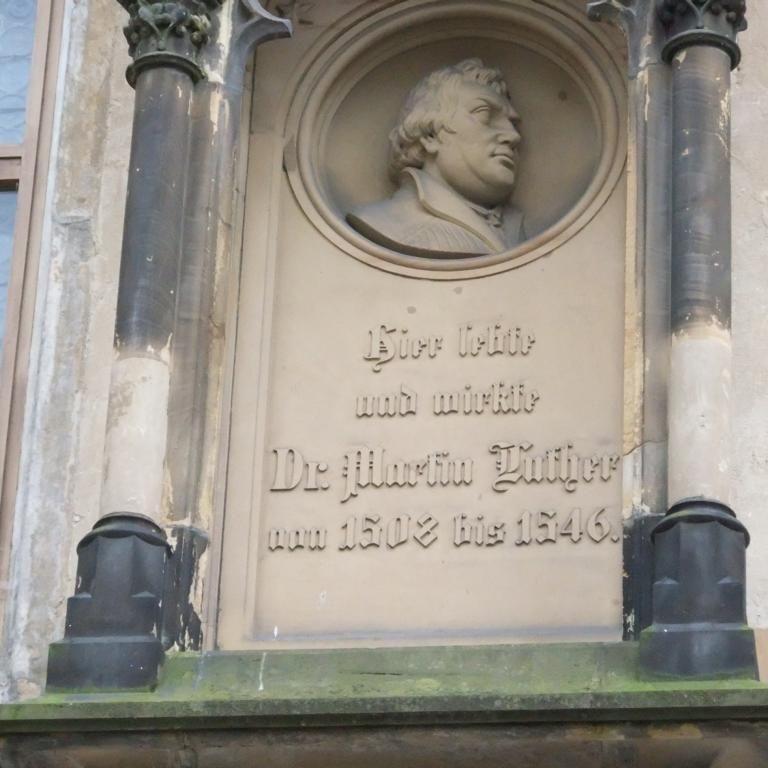 Hier lebte
und wirkte
Dr. Martin Luther
von 1508 bis 1546.